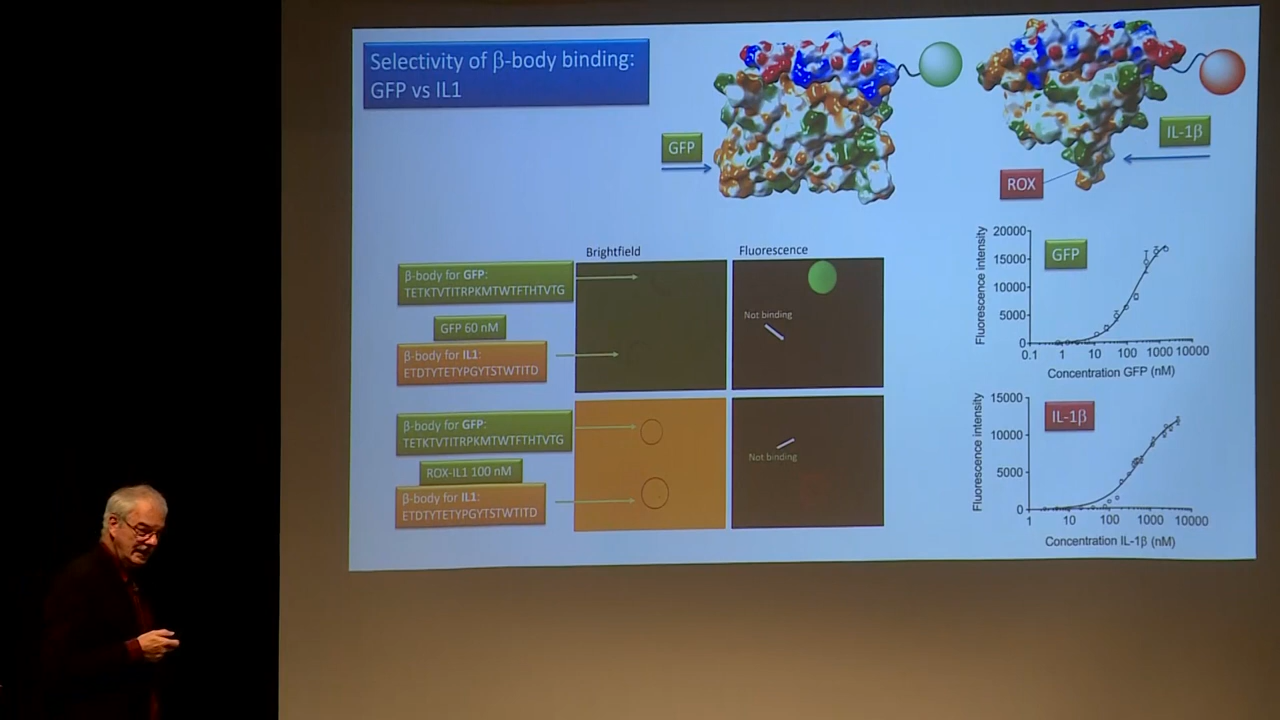 Selectivity of β-body binding:
GFP vs IL1
GFP
IL-1β
ROX
Brightfield
Fluorescence
β-body for GFP:
TETKTVTITRPKMTWTFTHTVTG
GFP 60 nM
β-body for IL1:
ETDTYTETYPGYTSTWTITD
Not binding
β-body for GFP:
TETKTVTITRPKMTWTFTHTVTG
ROX-IL1 100 nM
β-body for IL1:
ETDTYTETYPGYTSTWTITD
Not binding
Fluorescence intensity
20000
15000
10000
5000
0
GFP
0.1 1 10 100 1000 10000
Concentration GFP (nM)
Fluorescence intensity
15000
10000
5000
0
IL-1β
1 10 100 1000 10000
Concentration IL-1β (nM)